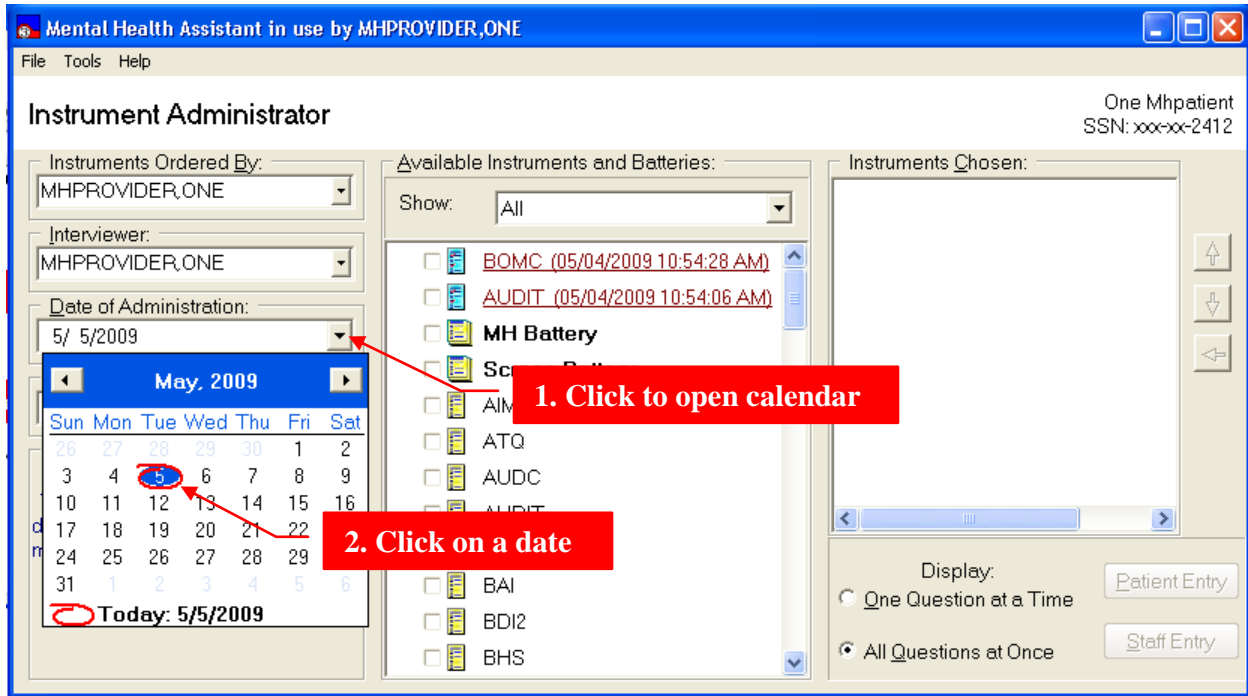 Mental Health Assistant in use by MHPROVIDER,ONE
File Tools Help
Instrument Administrator
One Mhpatient
SSN: xxx-xx-2412
Instruments Ordered By:
MHPROVIDER,ONE
Interviewer:
MHPROVIDER,ONE
Date of Administration:
5/ 5/2009
May, 2009
Sun Mon Tue Wed Thu Fri Sat
26 27 28 29 30 1 2
3 4 5 6 7 8 9
10 11 12 13 14 15 16
17 18 19 20 21 22
24 25 26 27 28 29
31 1 2 3 4 5 6
Today: 5/5/2009
d
m
Available Instruments and Batteries:
Show: All
BOMC (05/04/2009 10:54:28 AM)
AUDIT (05/04/2009 10:54:06 AM)
MH Battery
1. Click to open calendar
ATQ
AUDC
AUDIT
2. Click on a date
BAI
BDI2
BHS
Instruments Chosen:
Display:
One Question at a Time
All Questions at Once
Patient Entry
Staff Entry